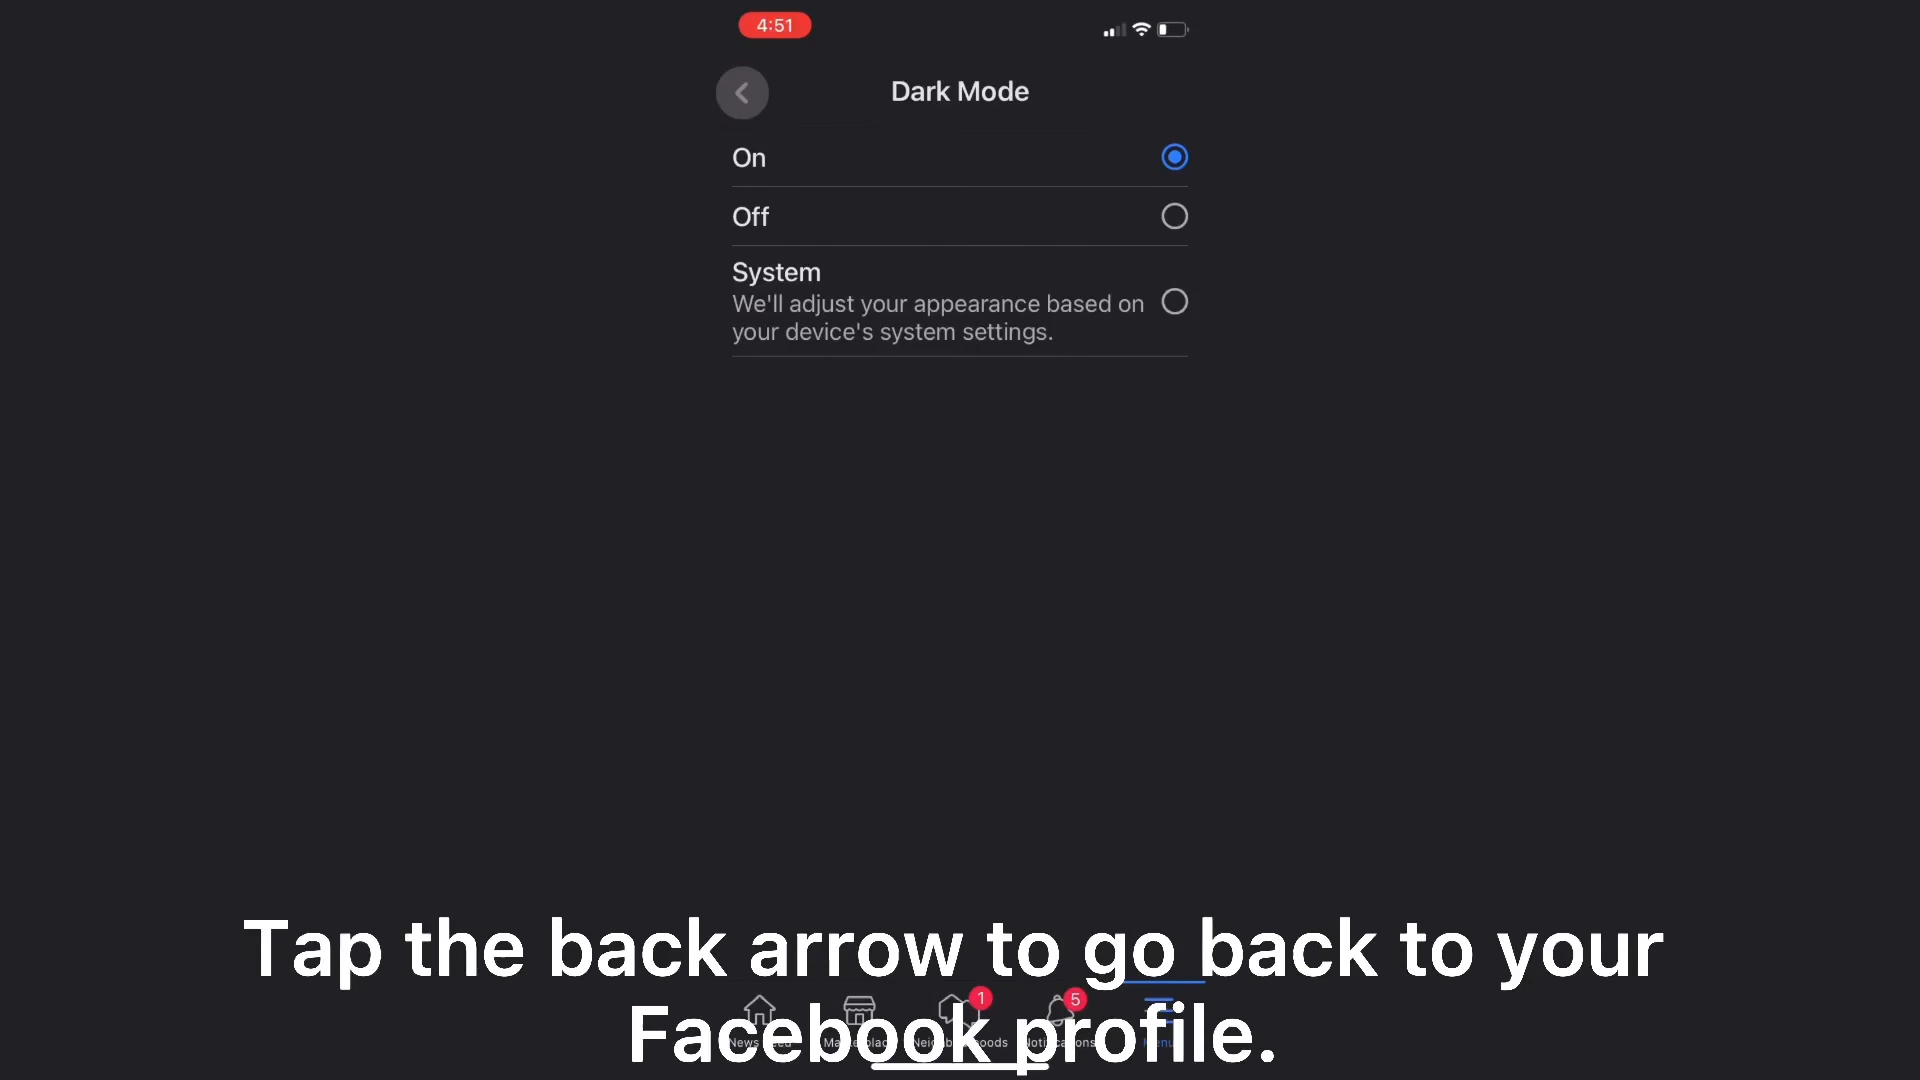 4:51
Dark Mode
On
Off
System
We'll adjust your appearance based on
your device's system settings.
Tap the back arrow to go back to your
Facebook profile.
1
5
News